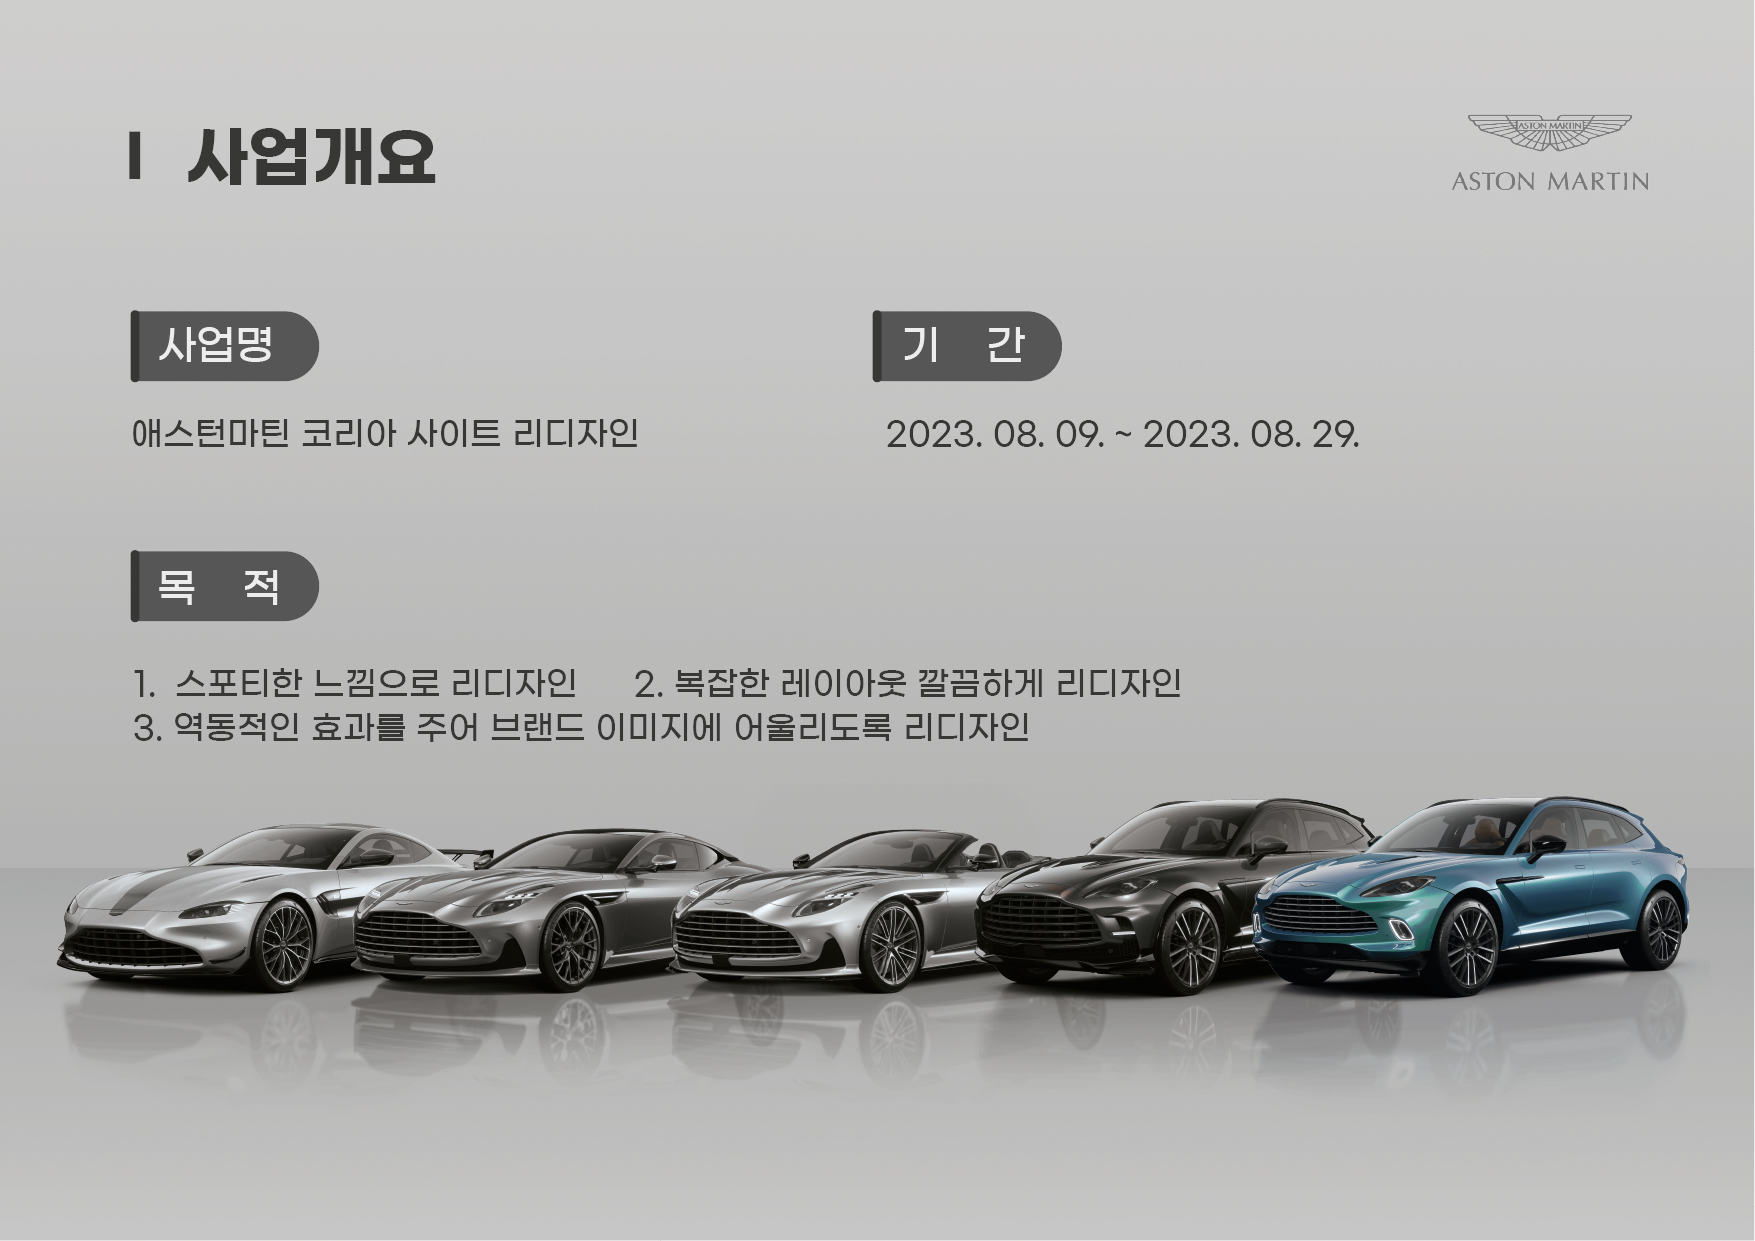 I 사업개요
ASTON MARTIN
ASTON MARTIN
사업명
애스턴마틴 코리아 사이트 리디자인
기 간
2023. 08. 09. ~ 2023. 08. 29.
목 적
1. 스포티한 느낌으로 리디자인 2. 복잡한 레이아웃 깔끔하게 리디자인
3. 역동적인 효과를 주어 브랜드 이미지에 어울리도록 리디자인